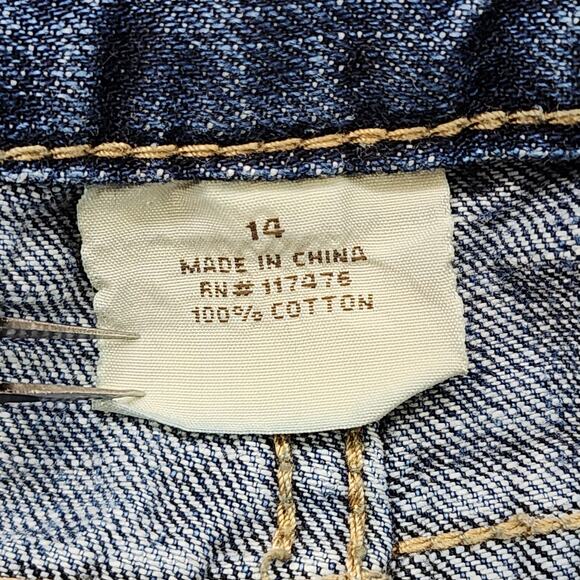 14
MADE IN CHINA
RN# 117476
100% COTTON